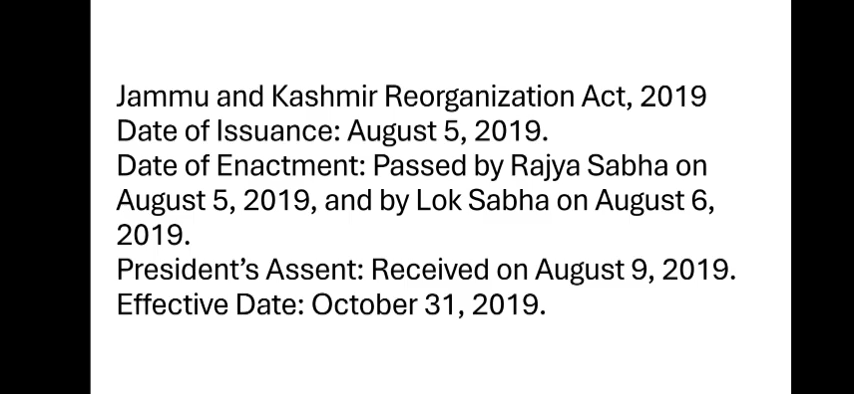 Jammu and Kashmir Reorganization Act, 2019
Date of Issuance: August 5, 2019.
Date of Enactment: Passed by Rajya Sabha on
August 5, 2019, and by Lok Sabha on August 6,
2019.
President’s Assent: Received on August 9, 2019.
Effective Date: October 31, 2019.